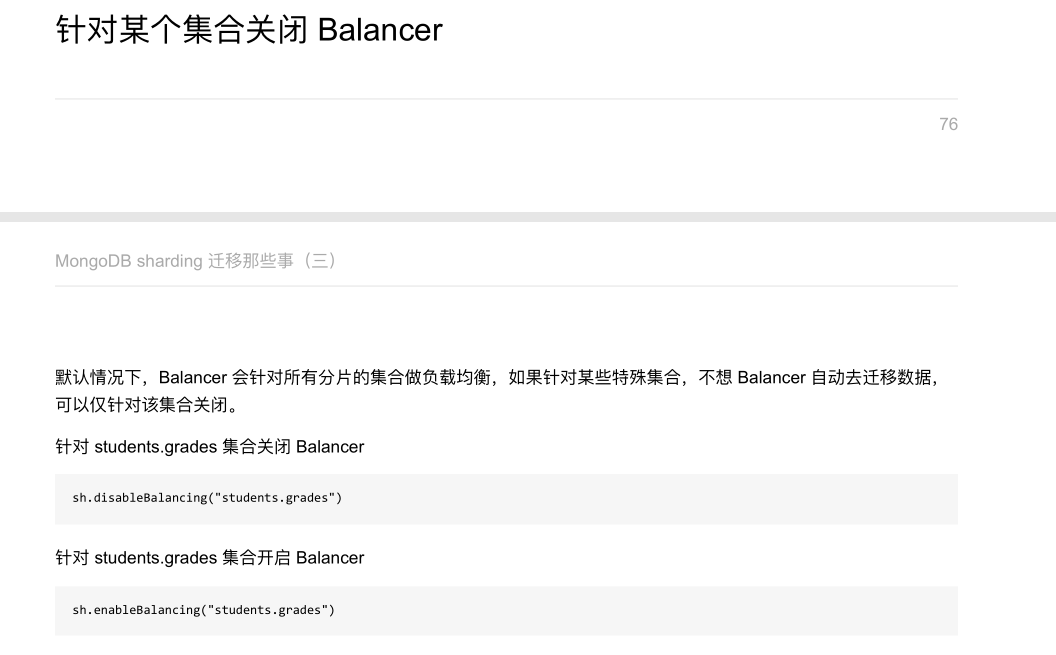 针对某个集合关闭 Balancer
76
MongoDB sharding 迁移那些事（三）
默认情况下，Balancer 会针对所有分片的集合做负载均衡，如果针对某些特殊集合，不想 Balancer 自动去迁移数据，
可以仅针对该集合关闭。
针对 students.grades 集合关闭 Balancer
sh.disableBalancing("students.grades")
针对 students.grades 集合开启 Balancer
sh.enableBalancing("students.grades")